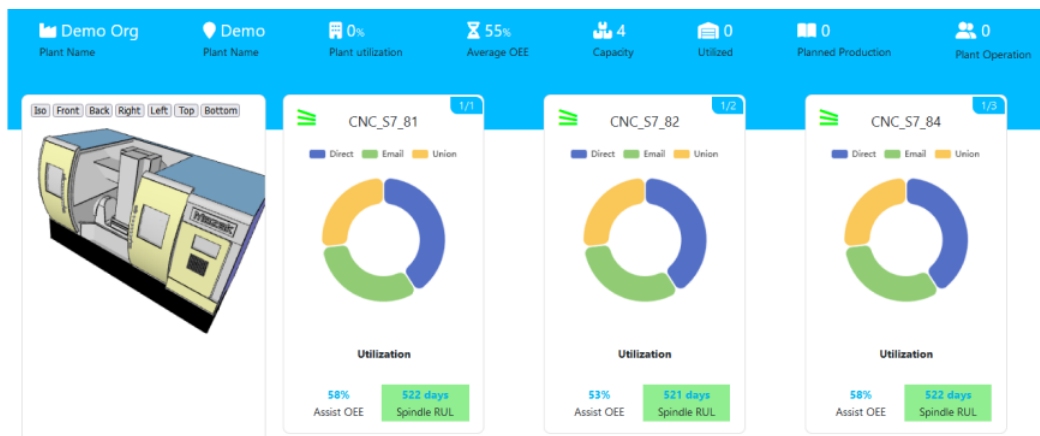 Demo Org
Plant Name
Demo
Plant Name
0%
Plant utilization
55%
Average OEE
4
Capacity
0
Utilized
0
Planned Production
0
Plant Operation
Iso Front Back Right Left Top Bottom
Mazak
1/1
CNC_S7_81
Direct Email Union
Utilization
58%
Assist OEE
522 days
Spindle RUL
1/2
CNC_S7_82
Direct Email Union
Utilization
53%
Assist OEE
521 days
Spindle RUL
1/3
CNC_S7_84
Direct Email Union
Utilization
58%
Assist OEE
522 days
Spindle RUL